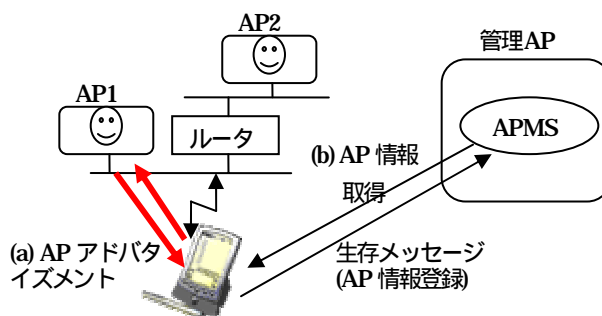 AP2
管理AP
AP1
ルータ
APMS
(b) AP 情報
取得
(a) AP アドバタ
イズメント
生存メッセージ
(AP 情報登録)